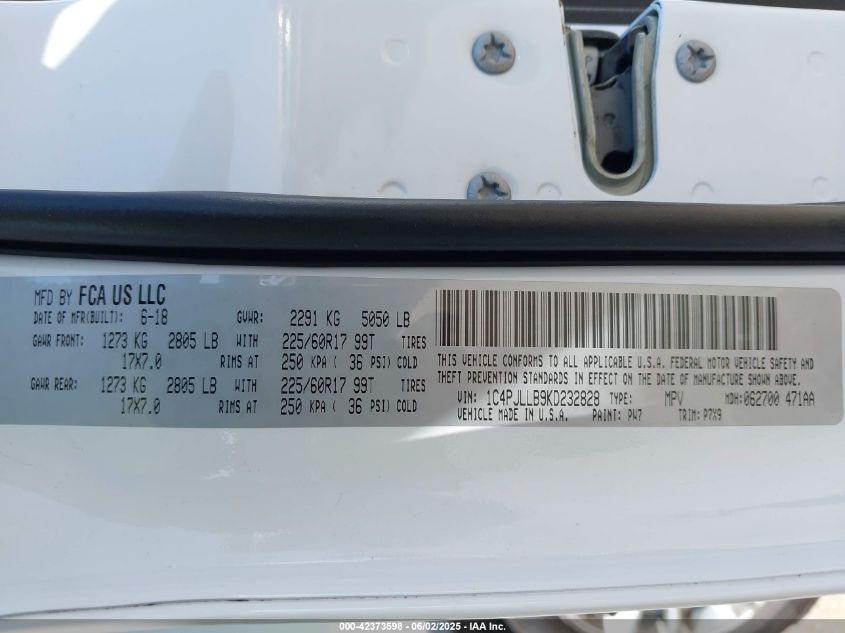 MFD BY FCA US LLC
DATE OF MFR(BUILT): 6-18 GVWR: 2291 KG 5050 LB
GAWR FRONT: 1273 KG 2805 LB WITH 225/60R17 99T TIRES
17X7.0 RIMS AT 250 KPA ( 36 PSI) COLD
GAWR REAR: 1273 KG 2805 LB WITH 225/60R17 99T TIRES
17X7.0 RIMS AT 250 KPA ( 36 PSI) COLD
THIS VEHICLE CONFORMS TO ALL APPLICABLE U.S.A. FEDERAL MOTOR VEHICLE SAFETY AND
THEFT PREVENTION STANDARDS IN EFFECT ON THE DATE OF MANUFACTURE SHOWN ABOVE.
VIN: 1C4PJLLB9KD232828 TYPE: MPV MDH:062700 471AA
VEHICLE MADE IN U.S.A. PAINT: PW7 TRIM: P7X9
000-42373598 - 06/02/2025 - IAA Inc.